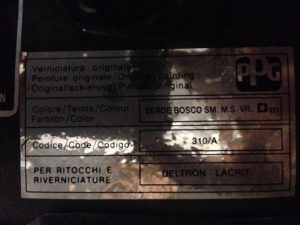 Verniciatura originale
Peinture originale/Original painting
Originallackierung/ original
PPG
Colore/Teinte/Colour
Farbton/Color
VERDE BOSCO SM. M.S. VR.
Codice/Code/Codigo
310/A
PER RITOCCHI E
RIVERNICIATURE
DELTRON - LACRIT